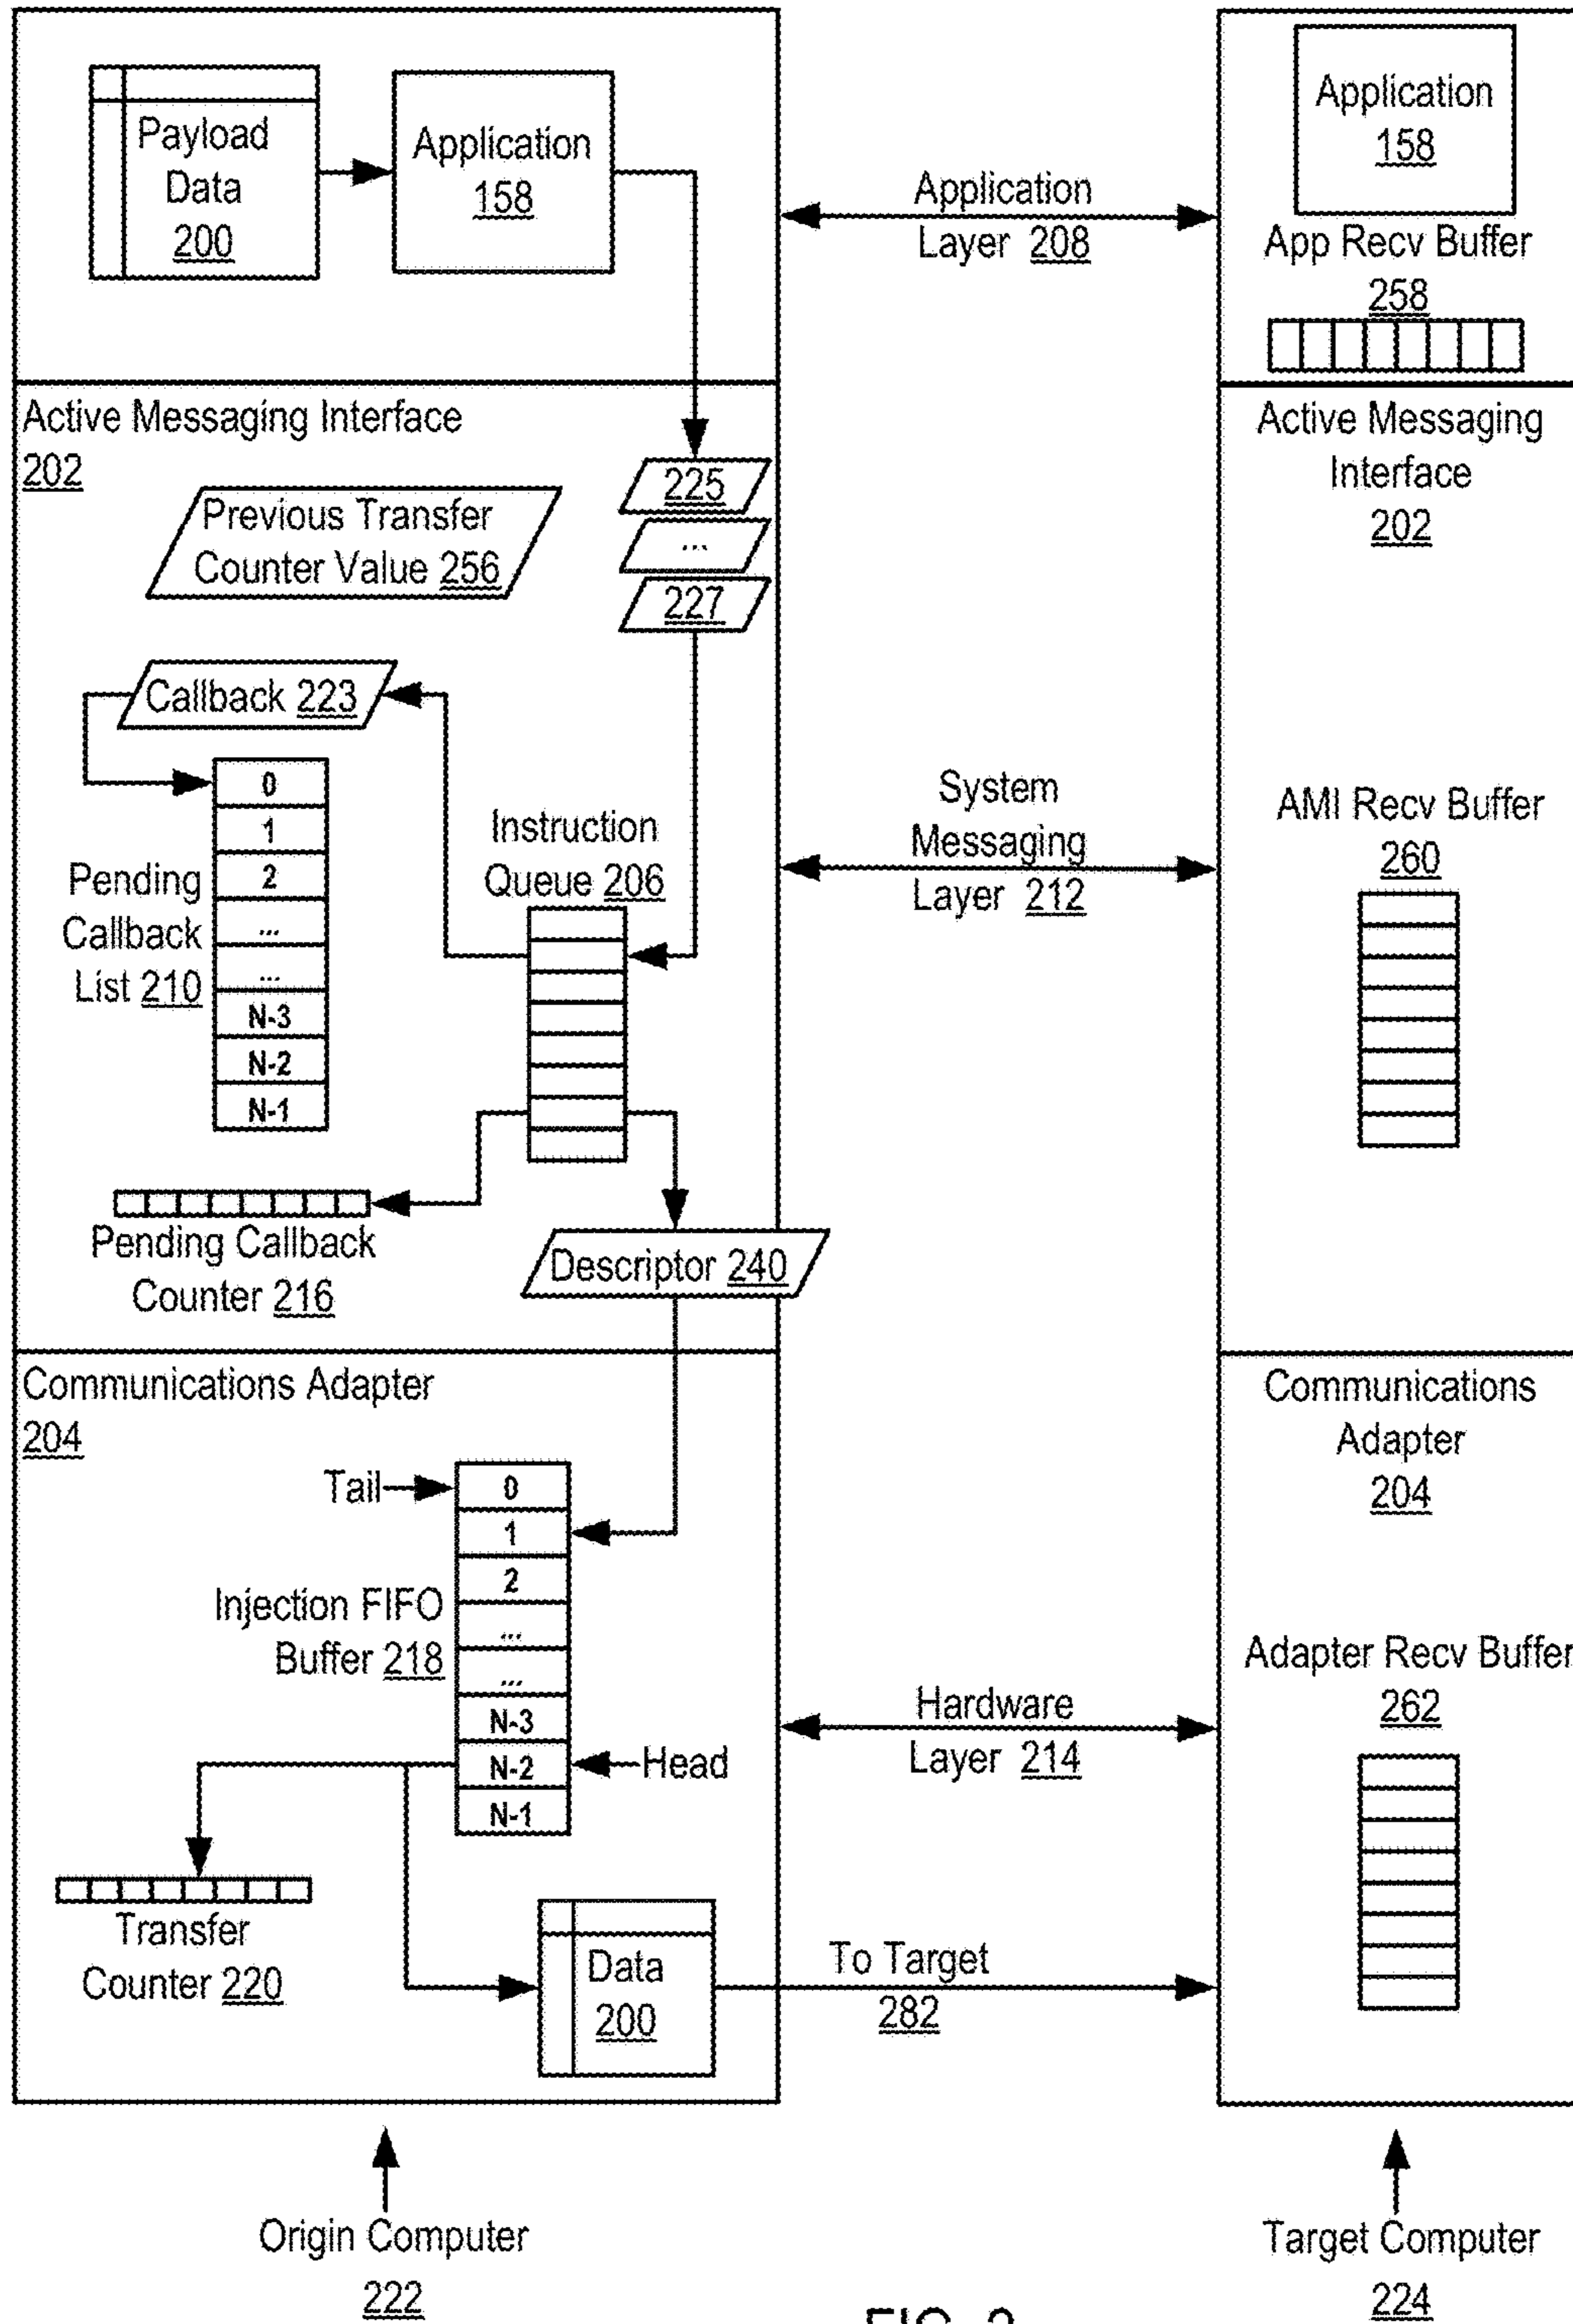 Payload
Data
200
Application
158
Application
Layer 208
Application
158
App Recv Buffer
258
Active Messaging Interface
202
225
...
227
Previous Transfer
Counter Value 256
Callback 223
0
1
2
...
...
N-3
N-2
N-1
Pending
Callback
List 210
Instruction
Queue 206
Pending Callback
Counter 216
Descriptor 240
System
Messaging
Layer 212
Active Messaging
Interface
202
AMI Recv Buffer
260
Communications Adapter
204
Tail
0
1
2
...
...
N-3
N-2
N-1
Injection FIFO
Buffer 218
Head
Transfer
Counter 220
Data
200
Hardware
Layer 214
To Target
282
Communications
Adapter
204
Adapter Recv Buffer
262
Origin Computer
222
Target Computer
224